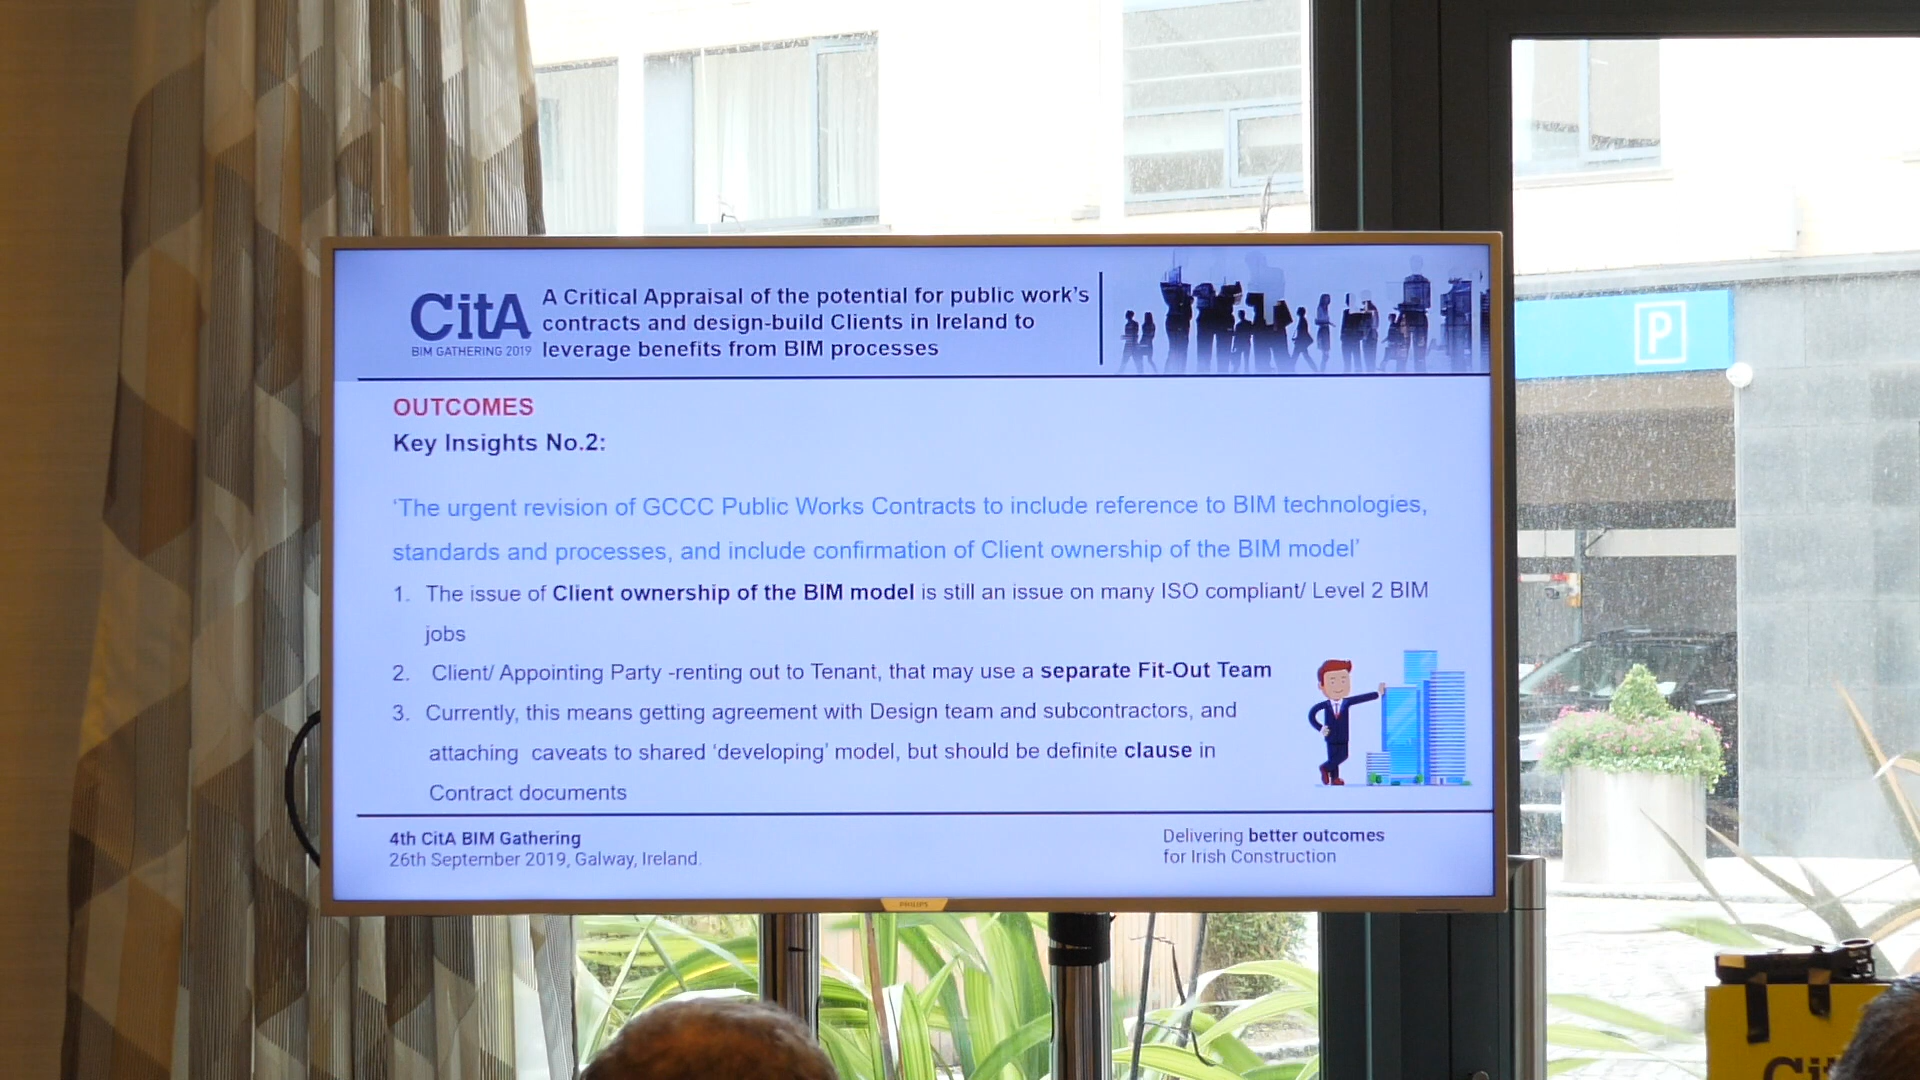 CitA
BIM GATHERING 2019
A Critical Appraisal of the potential for public work's
contracts and design-build Clients in Ireland to
leverage benefits from BIM processes
P
OUTCOMES
Key Insights No.2:
'The urgent revision of GCCC Public Works Contracts to include reference to BIM technologies,
standards and processes, and include confirmation of Client ownership of the BIM model'
1. The issue of Client ownership of the BIM model is still an issue on many ISO compliant/ Level 2 BIM
jobs
2. Client/ Appointing Party -renting out to Tenant, that may use a separate Fit-Out Team
3. Currently, this means getting agreement with Design team and subcontractors, and
attaching caveats to shared 'developing' model, but should be definite clause in
Contract documents
4th CitA BIM Gathering
26th September 2019, Galway, Ireland.
Delivering better outcomes
for Irish Construction
PHILIPS